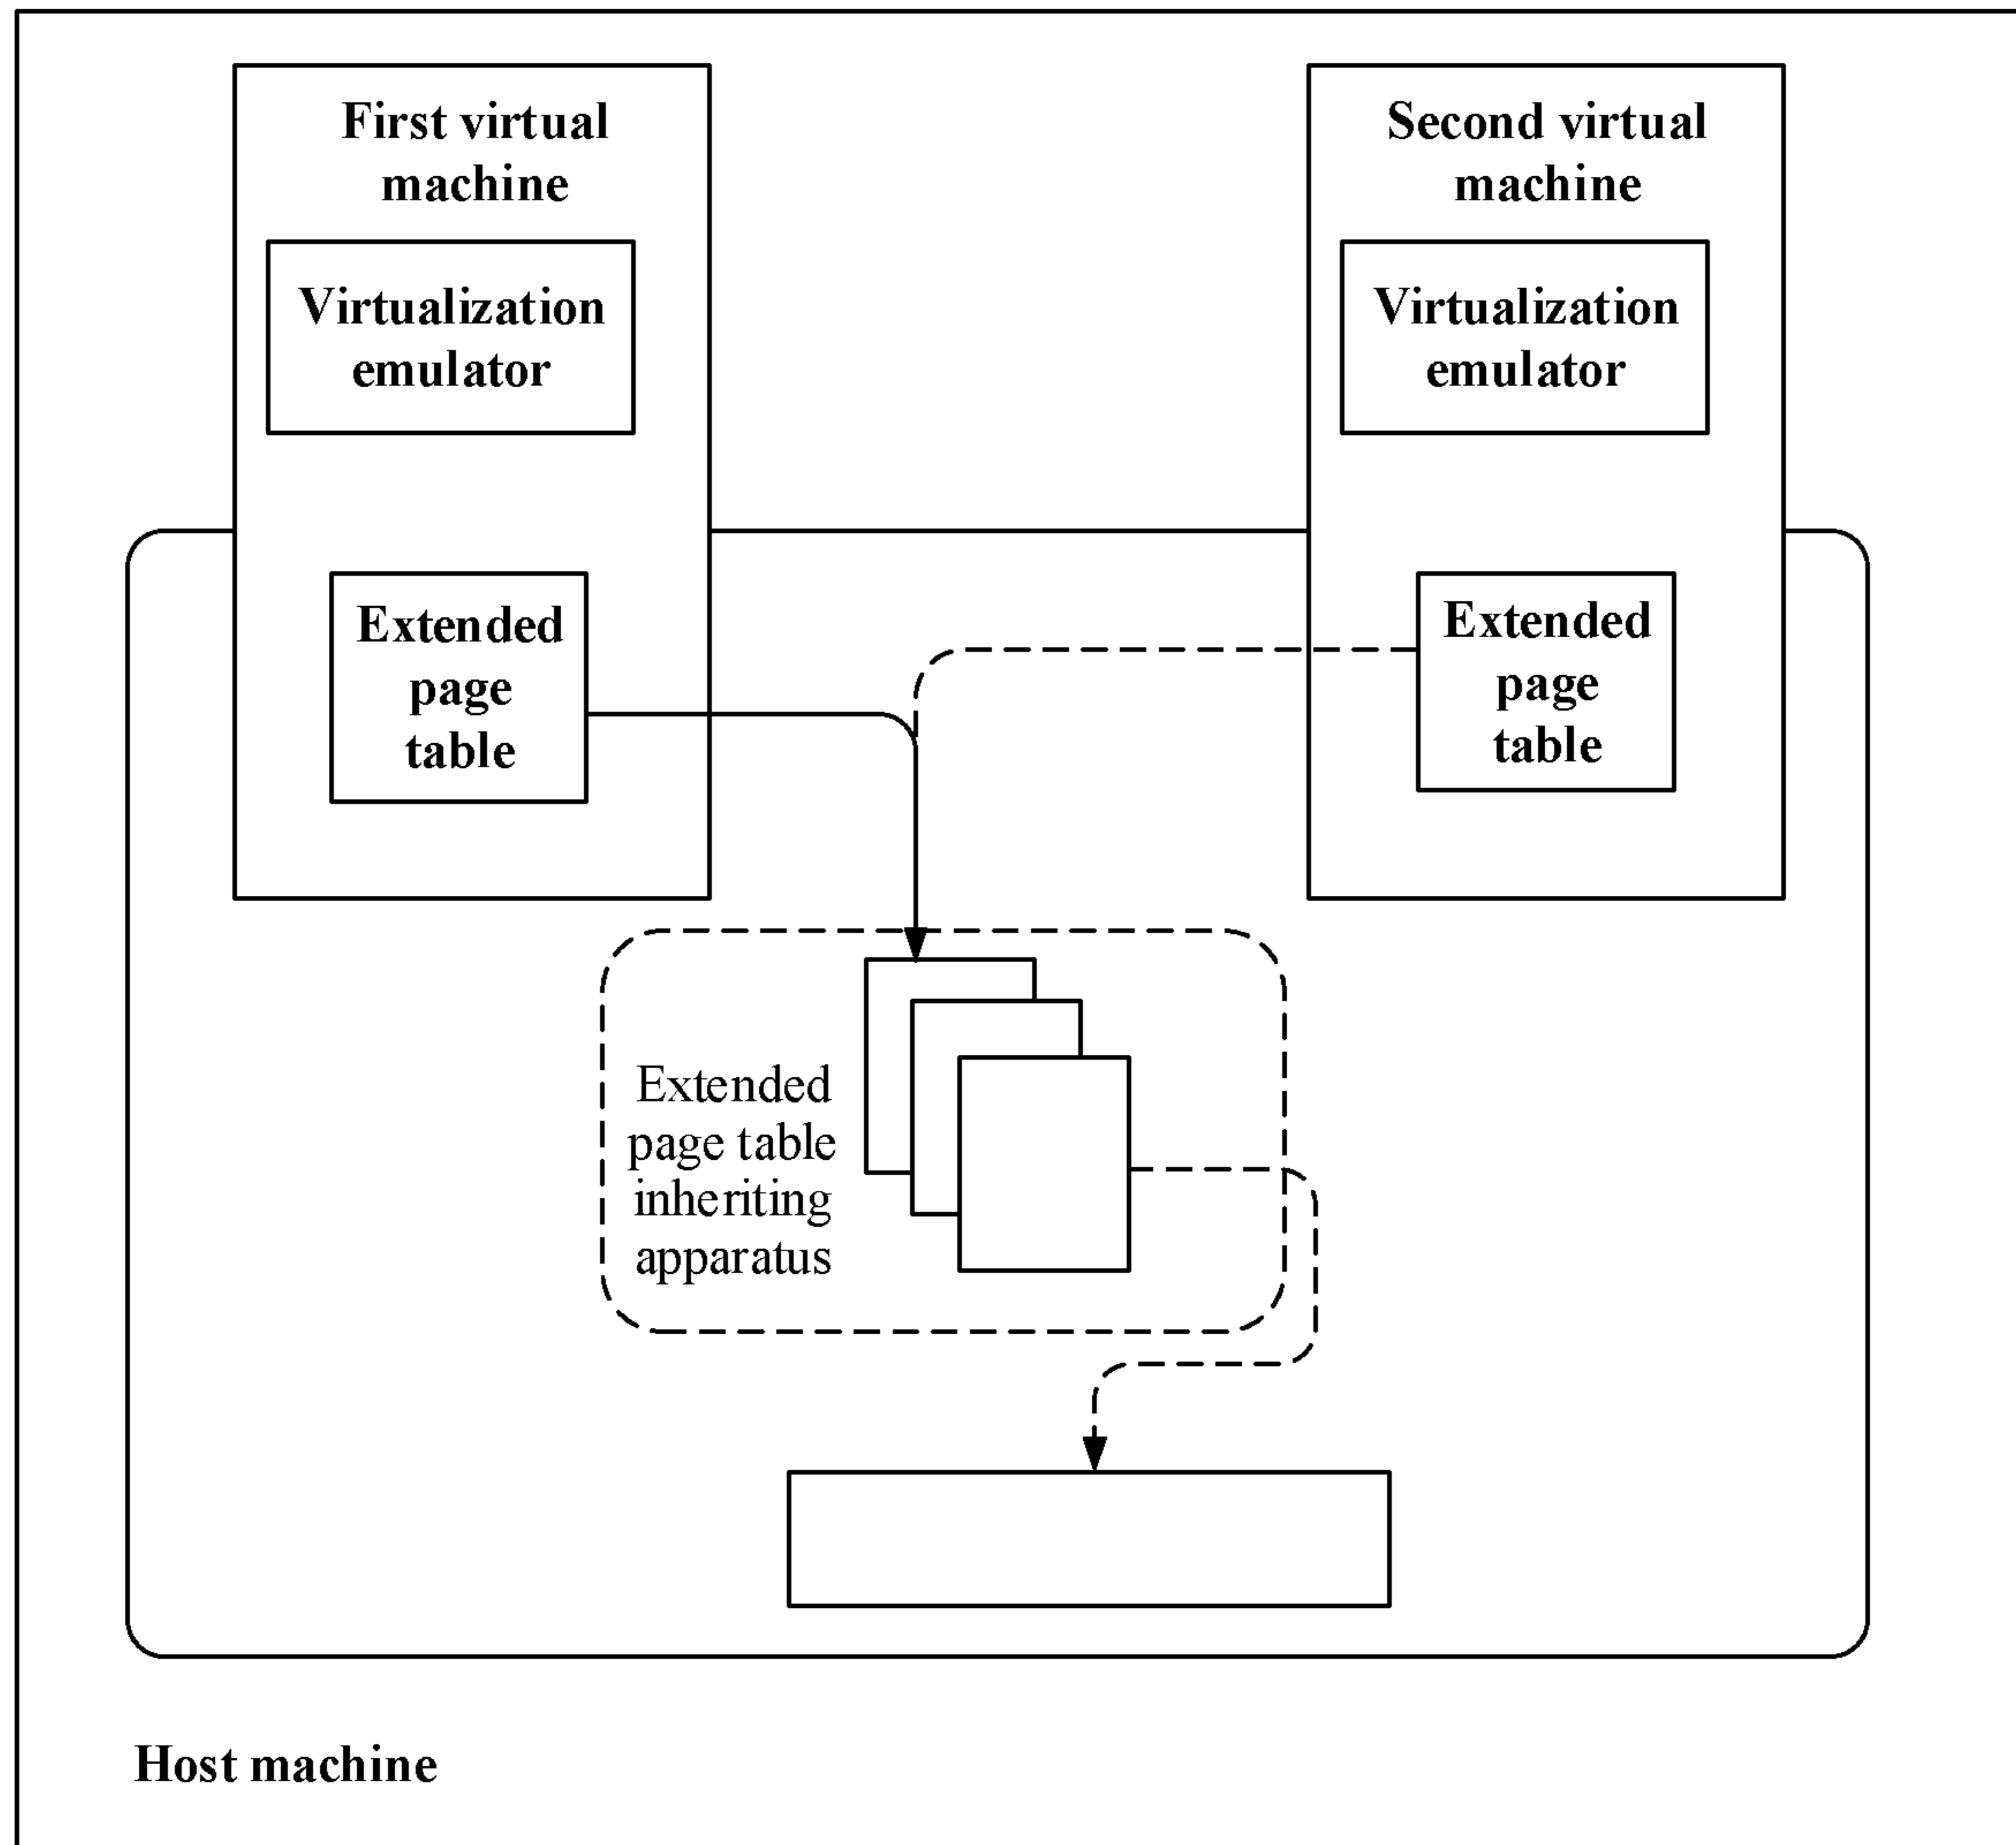 First virtual
machine
Virtualization
emulator
Extended
page
table
Second virtual
machine
Virtualization
emulator
Extended
page
table
Extended
page table
inheriting
apparatus
Host machine